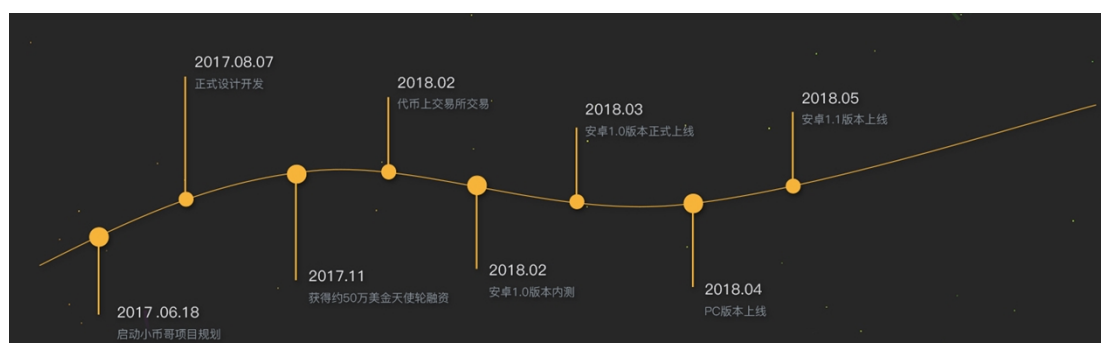 2017.06.18
启动小币哥项目规划
2017.08.07
正式设计开发
2017.11
获得约50万美金天使轮融资
2018.02
代币上交易所交易
2018.02
安卓1.0版本内测
2018.03
安卓1.0版本正式上线
2018.04
PC版本上线
2018.05
安卓1.1版本上线